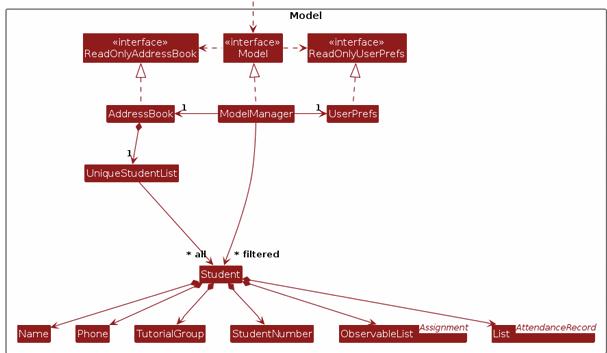 Model
«interface»
ReadOnlyAddressBook
«interface»
Model
«interface»
ReadOnlyUserPrefs
AddressBook
1
ModelManager
1
UserPrefs
1
UniqueStudentList
* all
* filtered
Student
Name
Phone
TutorialGroup
StudentNumber
ObservableList
Assignment
List
AttendanceRecord